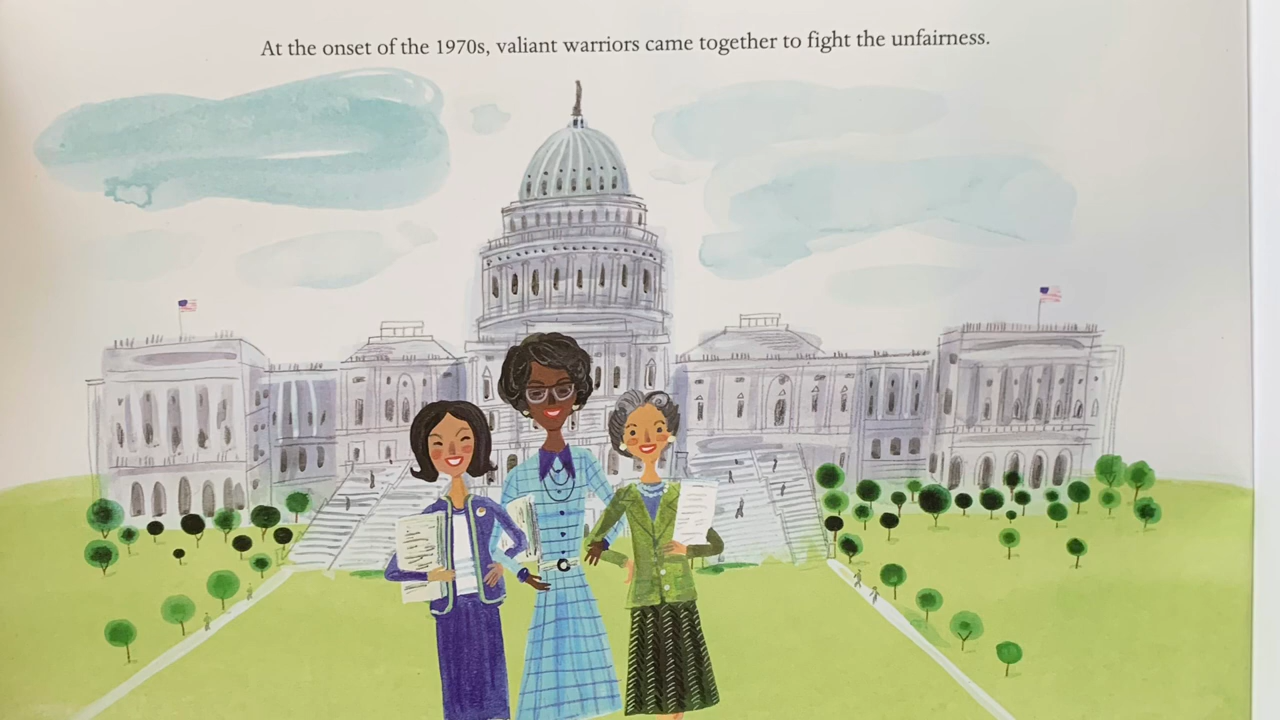 At the onset of the 1970s, valiant warriors came together to fight the unfairness.